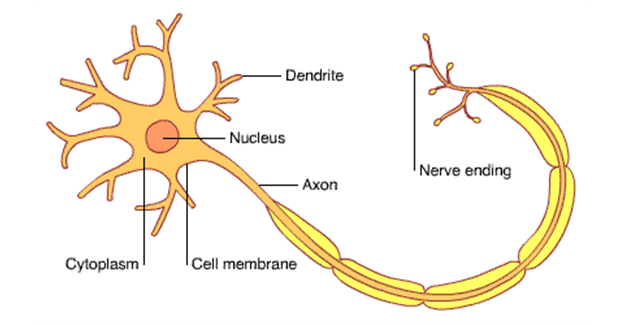 Dendrite
Nucleus
Nerve ending
Axon
Cytoplasm
Cell membrane